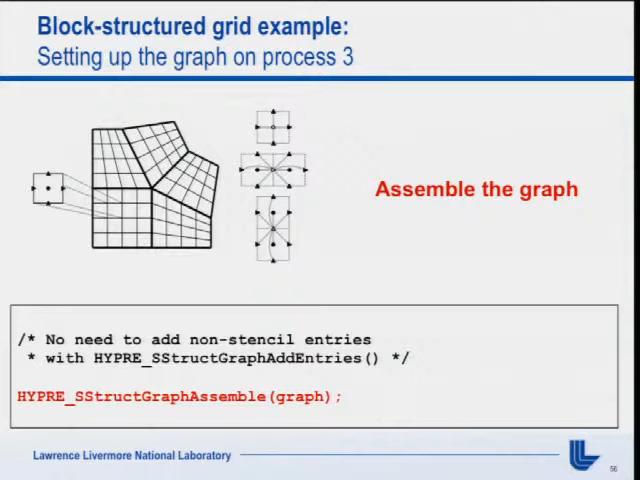 Block-structured grid example:
Setting up the graph on process 3
Assemble the graph
/* No need to add non-stencil entries
* with HYPRE_SStructGraphAddEntries() */
HYPRE_SStructGraphAssemble(graph);
Lawrence Livermore National Laboratory
56